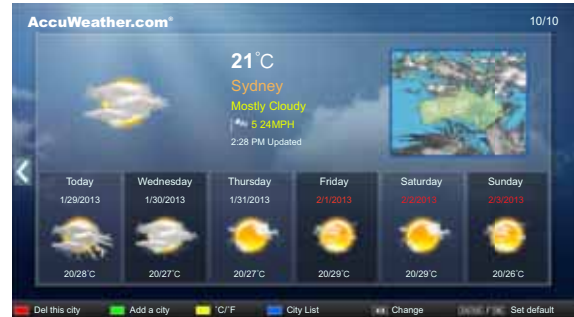 AccuWeather.com®
10/10
21°C
Sydney
Mostly Cloudy
5 24MPH
2:28 PM Updated
Today Wednesday Thursday Friday Saturday Sunday
1/29/2013 1/30/2013 1/31/2013 2/1/2013 2/2/2013 2/3/2013
20/28°C 20/27°C 20/27°C 20/29°C 20/29°C 20/26°C
Del this city Add a city °C/°F City List Change Set default